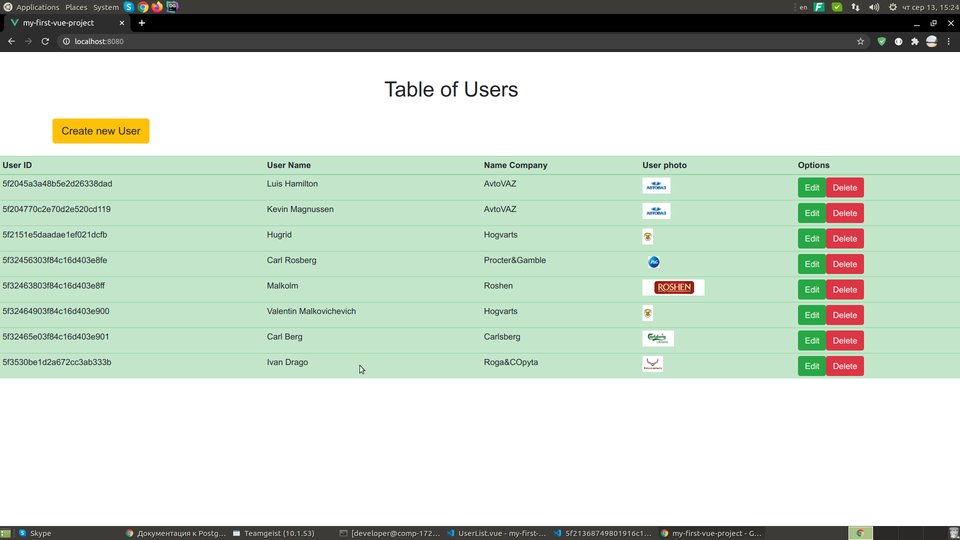 Applications Places System en чт сер 13, 15:24
my-first-vue-project
localhost:8080
Table of Users
Create new User
User ID User Name Name Company User photo Options
5f2045a3a48b5e2d26338dad Luis Hamilton AvtoVAZ АВТОВАЗ Edit Delete
5f204770c2e70d2e520cd119 Kevin Magnussen AvtoVAZ АВТОВАЗ Edit Delete
5f2151e5daadae1ef021dcfb Hugrid Hogvarts Edit Delete
5f32456303f84c16d403e8fe Carl Rosberg Procter&Gamble P&G Edit Delete
5f32463803f84c16d403e8ff Malkolm Roshen ROSHEN Edit Delete
5f32464903f84c16d403e900 Valentin Malkovichevich Hogvarts Edit Delete
5f32465e03f84c16d403e901 Carl Berg Carlsberg Carlsberg Edit Delete
5f3530be1d2a672cc3ab333b Ivan Drago Roga&COpyta Edit Delete
Skype Документация к Postg... Teamgeist (10.1.53) [developer@comp-172... UserList.vue - my-first-... 5f21368749801916c1... my-first-vue-project - G...